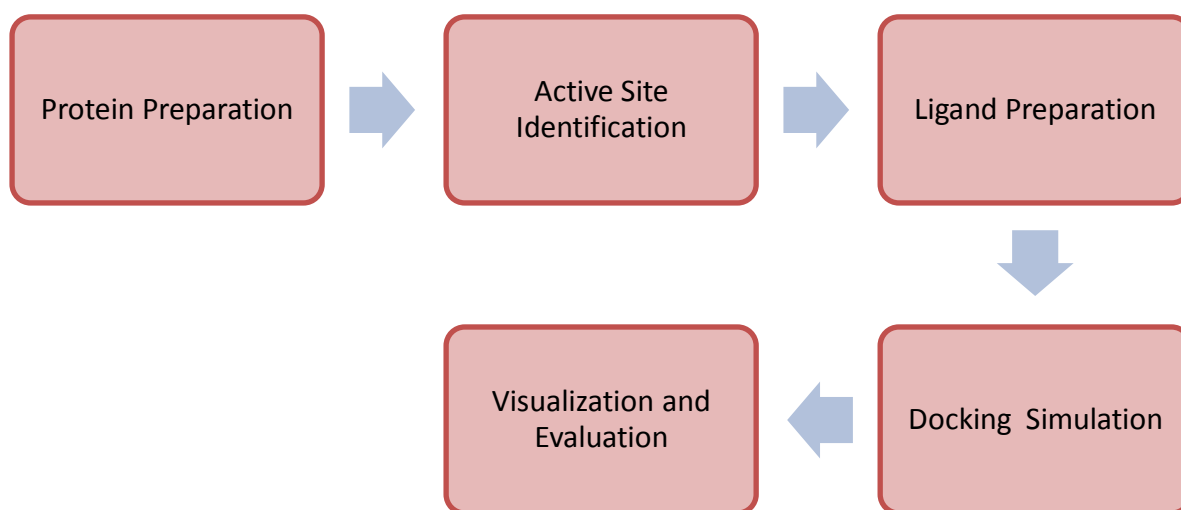 Protein Preparation
Active Site
Identification
Ligand Preparation
Docking  Simulation
Visualization and
Evaluation